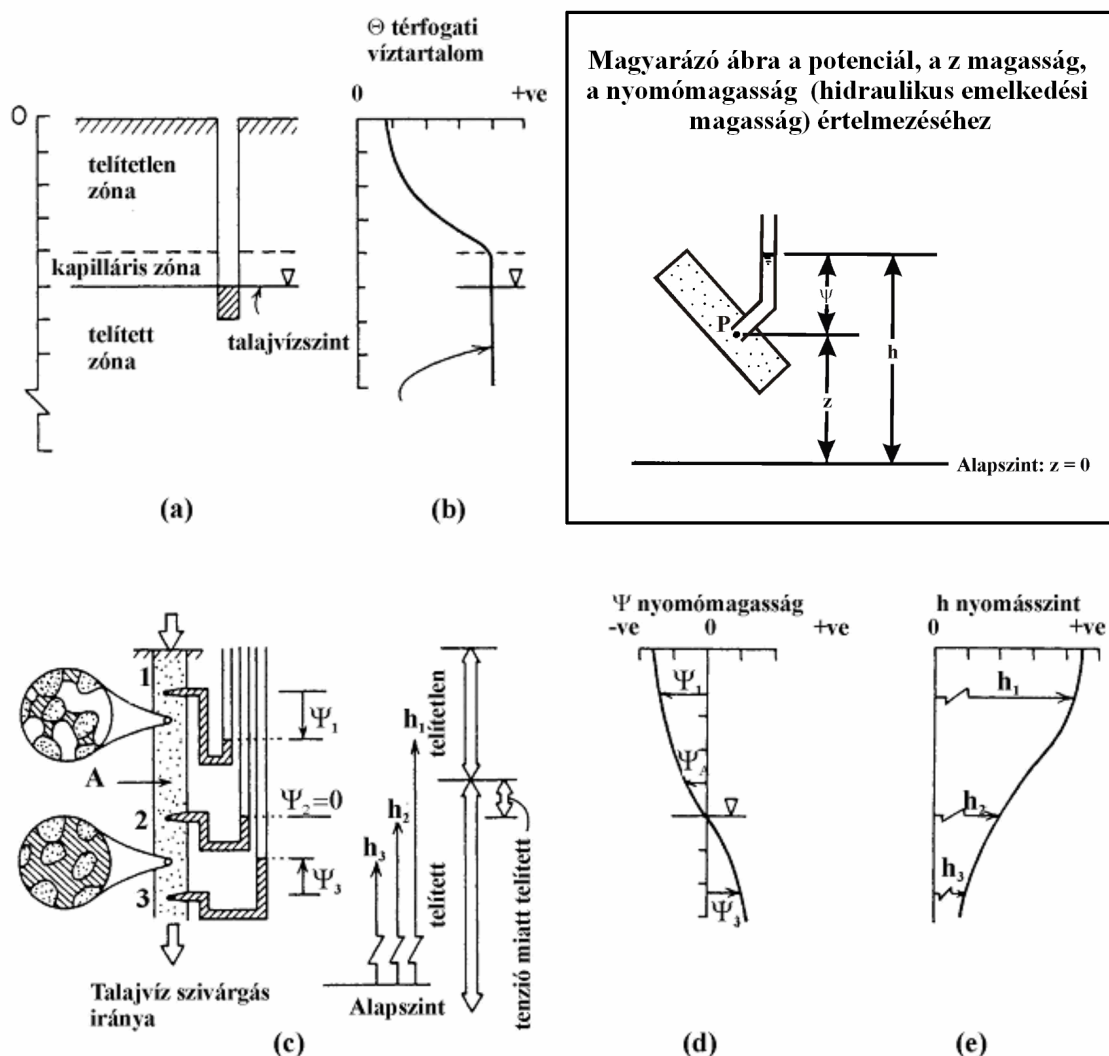 Θ térfogati
víztartalom
0
+ve
O
telítetlen
zóna
kapilláris zóna
telített
zóna
talajvízszint
(a)
(b)
Magyarázó ábra a potenciál, a z magasság,
a nyomómagasság (hidraulikus emelkedési
magasság) értelmezéséhez
P
Ψ
h
z
Alapszint: z = 0
1
A
2
3
Ψ1
Ψ2=0
Ψ3
h1
h2
h3
telítetlen
telített
tenzió miatt telített
Alapszint
Talajvíz szivárgás
iránya
(c)
Ψ nyomómagasság
-ve
0
+ve
Ψ1
ΨA
Ψ3
(d)
h nyomásszint
0
+ve
h1
h2
h3
(e)